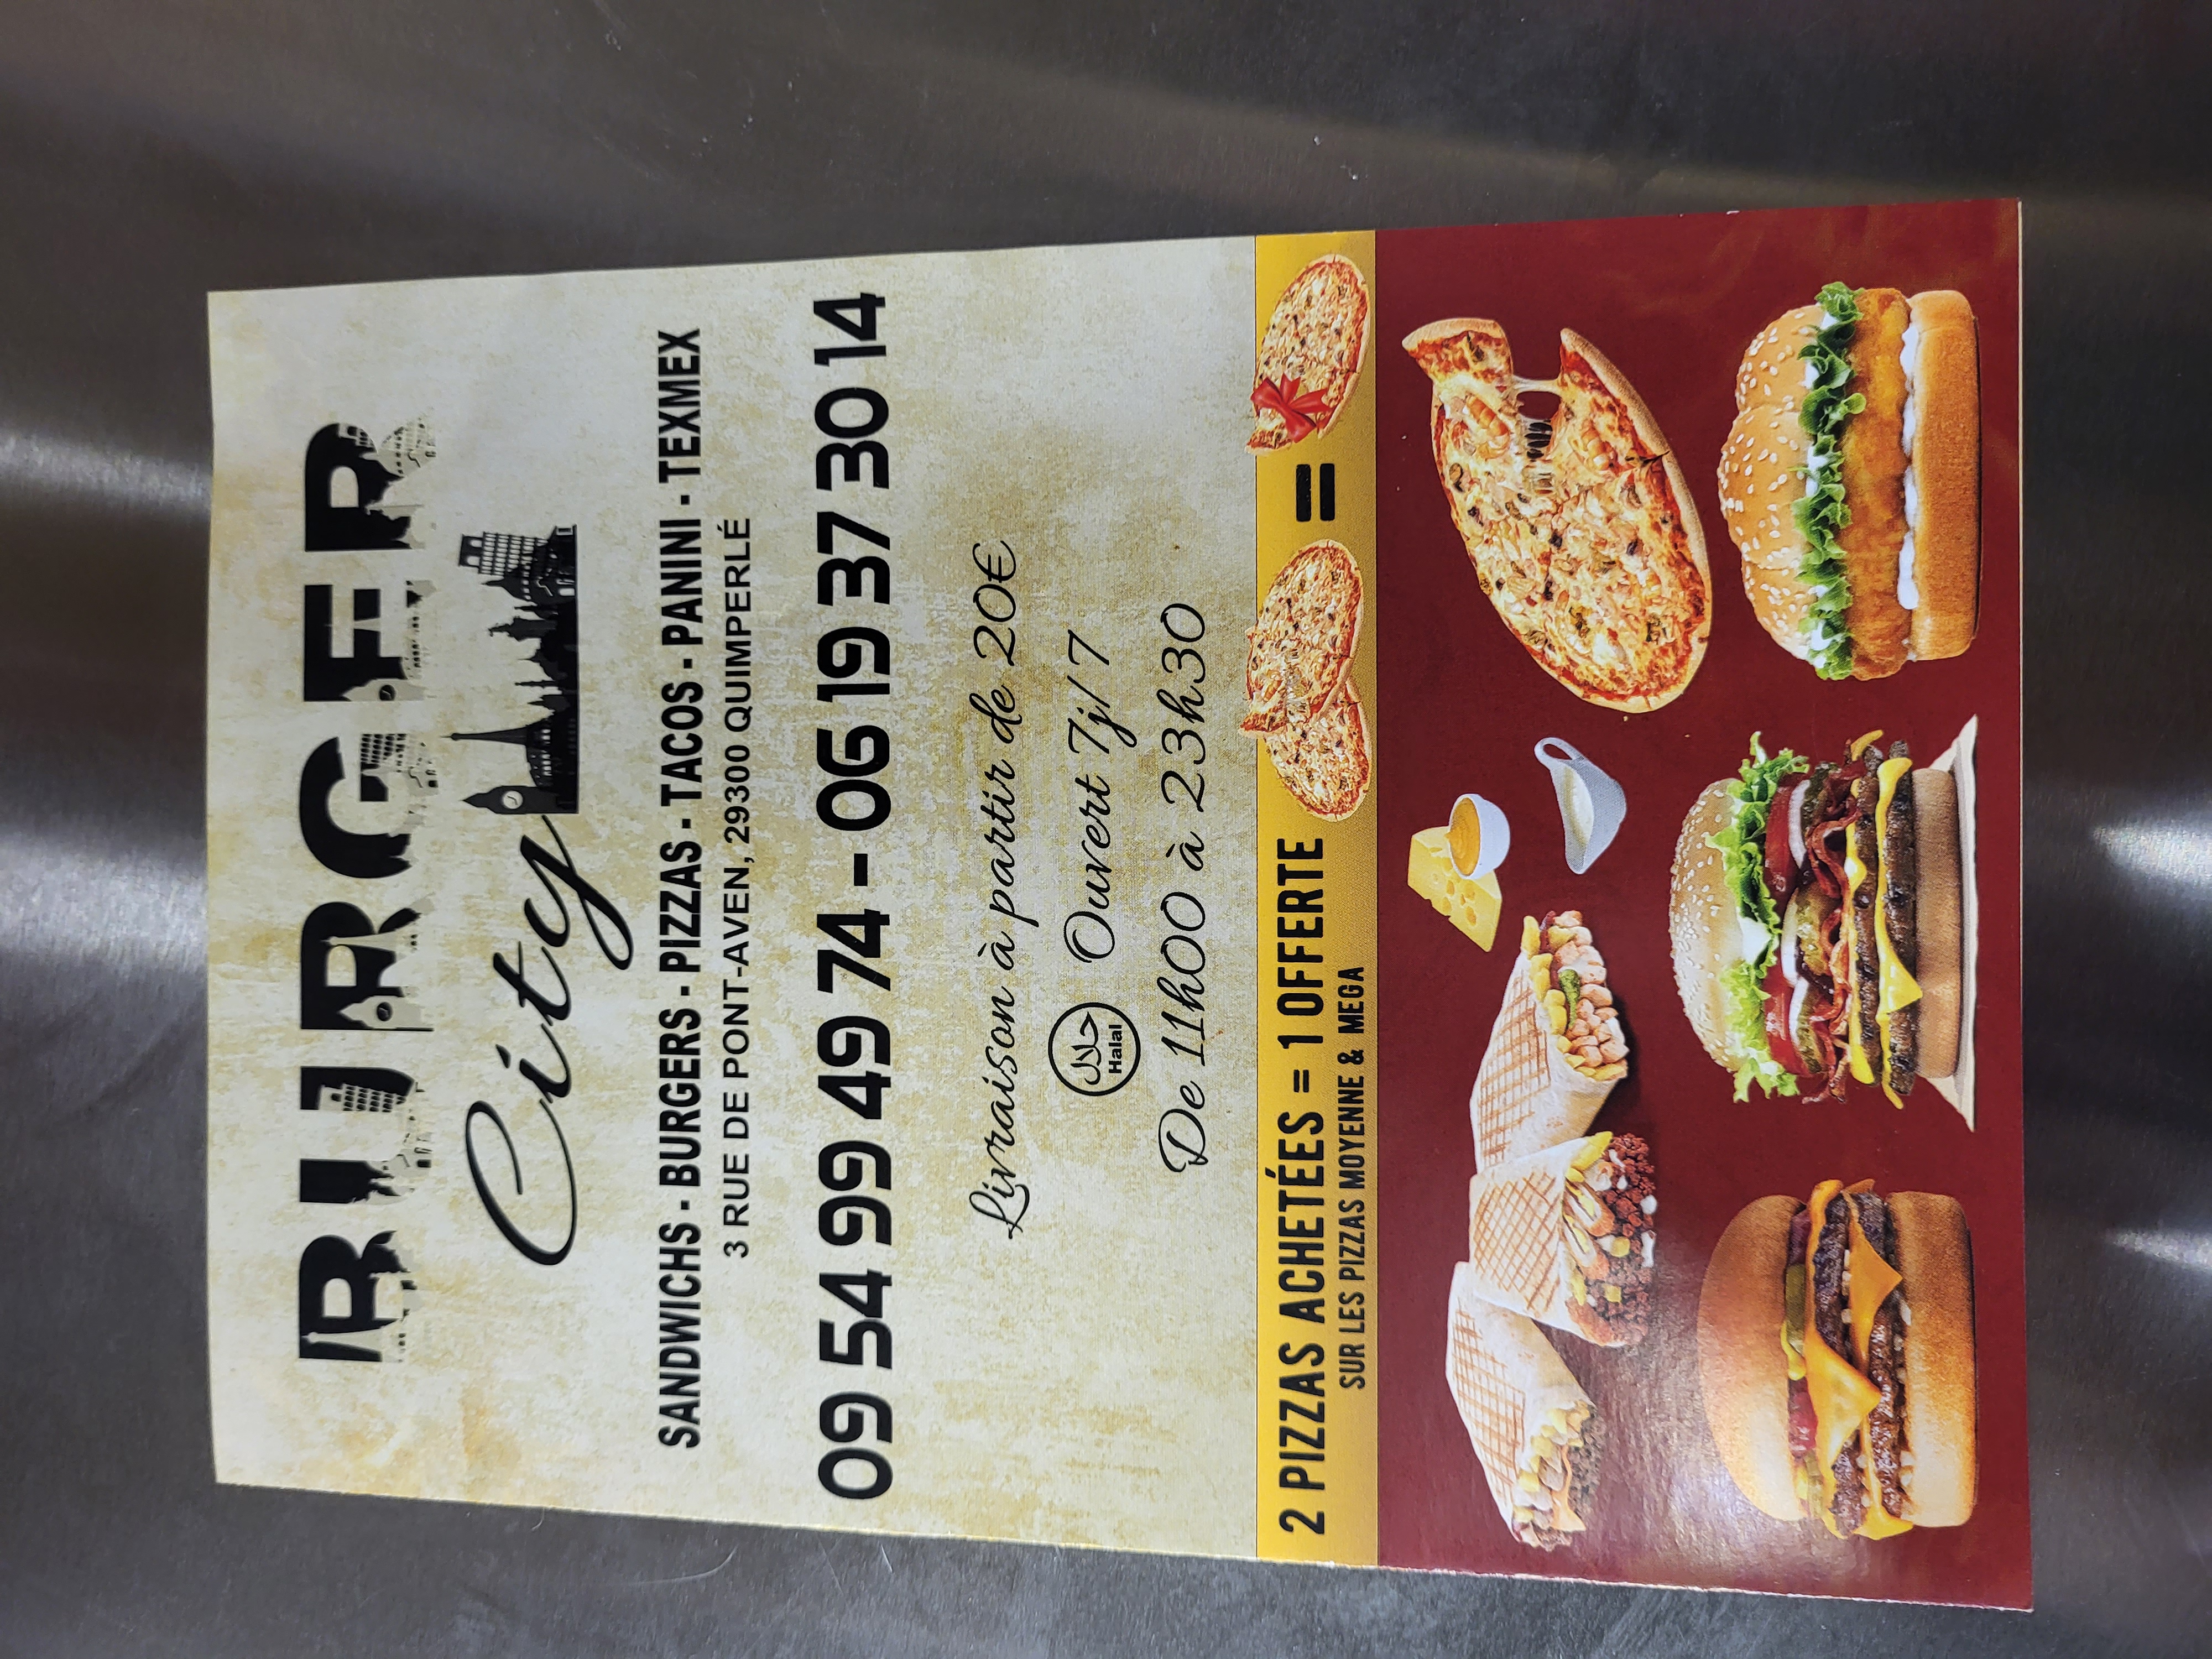 BURGER
City
SANDWICHS - BURGERS - PIZZAS - TACOS - PANINI - TEXMEX
3 RUE DE PONT-AVEN, 29300 QUIMPERLÉ
09 54 99 49 74 - 06 19 37 30 14
Livraison à partir de 20€
حلال
Halal
Ouvert 7j/7
De 11h00 à 23h30
2 PIZZAS ACHETÉES = 1 OFFERTE =
SUR LES PIZZAS MOYENNE & MEGA